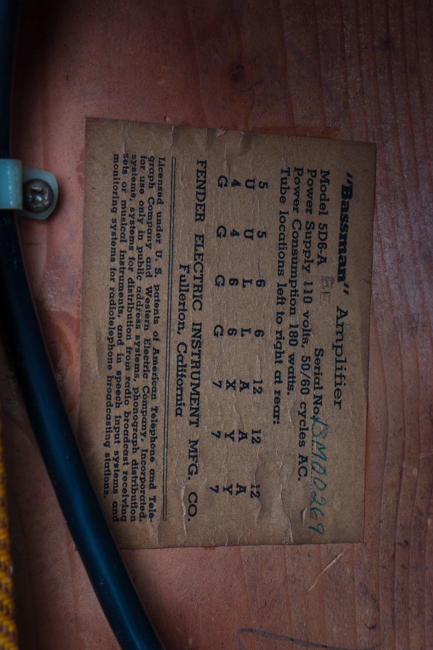 "Bassman" Amplifier
Model 5D6-A Serial No. BM00269
Power Supply 110 volts, 50/60 cycles AC.
Power Consumption 180 watts.
Tube locations left to right at rear:
5 5 6 6 12 12 12
U U L L A A A
4 4 6 6 X Y Y
G G G G 7 7 7
FENDER ELECTRIC INSTRUMENT MFG. CO.
Fullerton, California
Licensed under U. S. patents of American Telephone and Tele-
graph Company and Western Electric Company, Incorporated.
for use only in public address systems, phonograph distribution
systems, systems for distribution from radio broadcast receiving
sets or musical instruments, and in speech input systems and
monitoring systems for radiotelephone broadcasting stations.